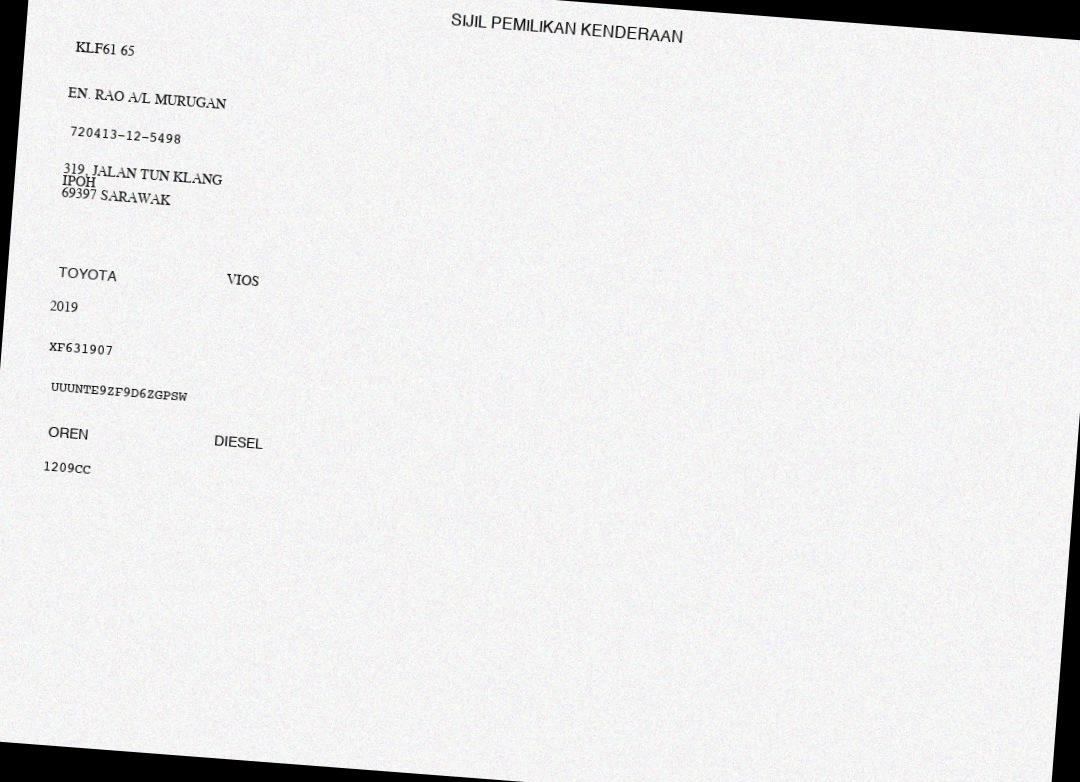 SIJIL PEMILIKAN KENDERAAN
KLF61 65
EN. RAO A/L MURUGAN
720413-12-5498
319, JALAN TUN KLANG
IPOH
69397 SARAWAK
TOYOTA VIOS
2019
XF631907
UUUNTE9ZF9D6ZGPSW
OREN DIESEL
1209CC